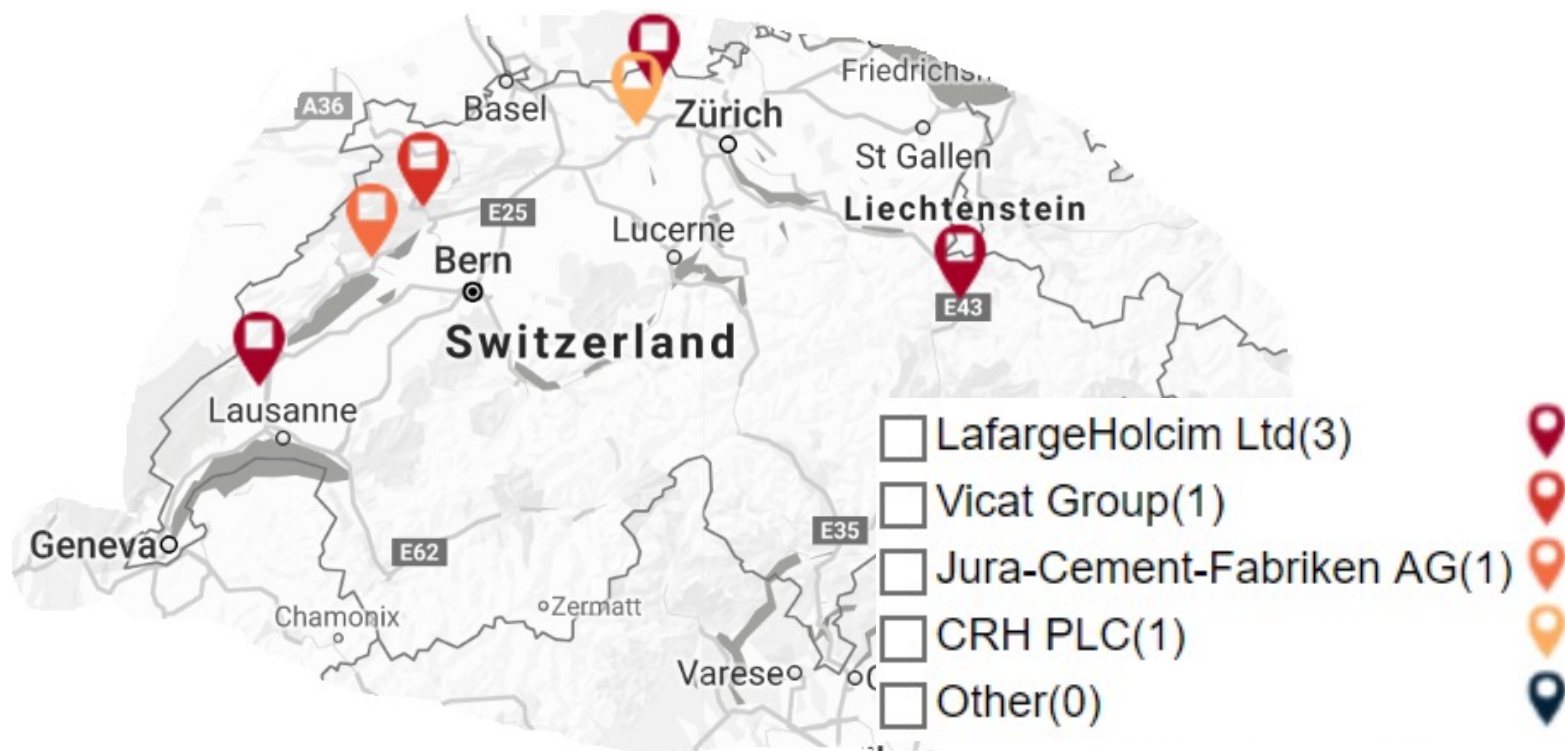 Friedrichsh
A36
Basel
Zürich
St Gallen
E25
Liechtenstein
Lucerne
Bern
E43
Switzerland
Lausanne
LafargeHolcim Ltd(3)
Vicat Group(1)
E35
Geneva
E62
Jura-Cement-Fabriken AG(1)
Chamonix
Zermatt
CRH PLC(1)
Varese
Other(0)